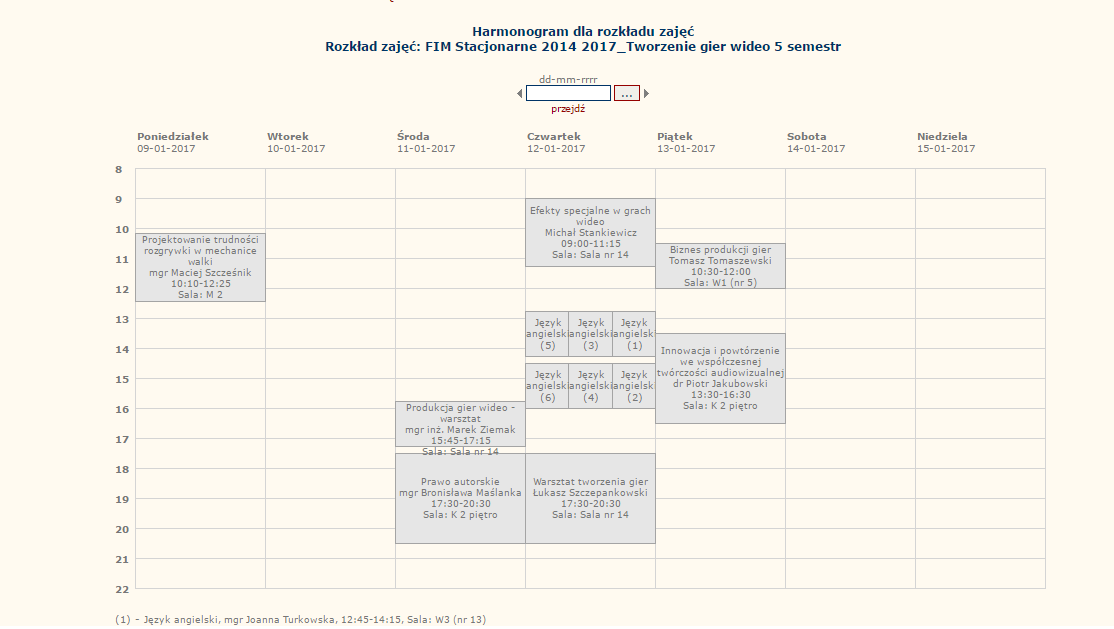 Harmonogram dla rozkładu zajęć
Rozkład zajęć: FIM Stacjonarne 2014 2017_Tworzenie gier wideo 5 semestr
dd-mm-rrrr
...
przejdź
Poniedziałek
09-01-2017
Wtorek
10-01-2017
Środa
11-01-2017
Czwartek
12-01-2017
Piątek
13-01-2017
Sobota
14-01-2017
Niedziela
15-01-2017
8
9
10
11
12
13
14
15
16
17
18
19
20
21
22
Projektowanie trudności
rozgrywki w mechanice
walki
mgr Maciej Szcześnik
10:10-12:25
Sala: M 2
Produkcja gier wideo -
warsztat
mgr inż. Marek Ziemak
15:45-17:15
Sala: Sala nr 14
Prawo autorskie
mgr Bronisława Maślanka
17:30-20:30
Sala: K 2 piętro
Efekty specjalne w grach
wideo
Michał Stankiewicz
09:00-11:15
Sala: Sala nr 14
Język
angielski
(5)
Język
angielski
(3)
Język
angielski
(1)
Język
angielski
(6)
Język
angielski
(4)
Język
angielski
(2)
Warsztat tworzenia gier
Łukasz Szczepankowski
17:30-20:30
Sala: Sala nr 14
Biznes produkcji gier
Tomasz Tomaszewski
10:30-12:00
Sala: W1 (nr 5)
Innowacja i powtórzenie
we współczesnej
twórczości audiowizualnej
dr Piotr Jakubowski
13:30-16:30
Sala: K 2 piętro
(1) - Język angielski, mgr Joanna Turkowska, 12:45-14:15, Sala: W3 (nr 13)